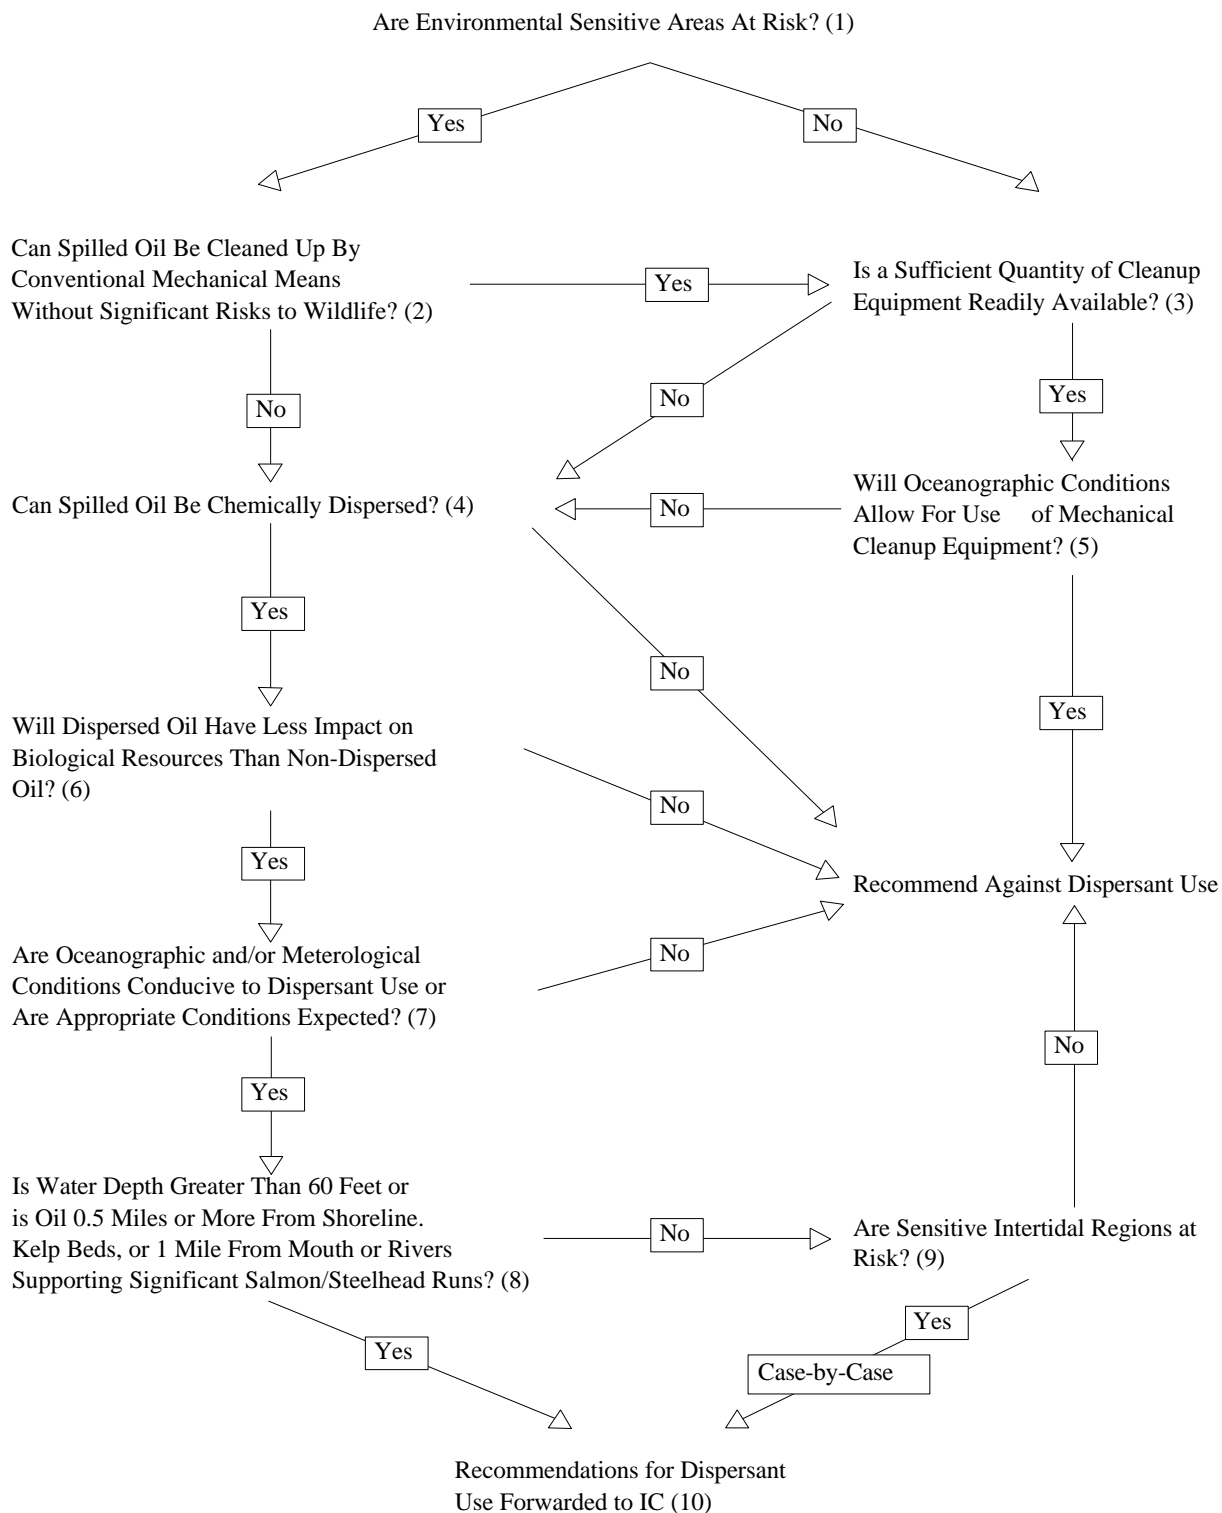 Are Environmental Sensitive Areas At Risk? (1)
Yes
No
Can Spilled Oil Be Cleaned Up By
Conventional Mechanical Means
Without Significant Risks to Wildlife? (2)
Yes
Is a Sufficient Quantity of Cleanup
Equipment Readily Available? (3)
No
No
Yes
Can Spilled Oil Be Chemically Dispersed? (4)
No
Will Oceanographic Conditions
Allow For Use of Mechanical
Cleanup Equipment? (5)
Yes
No
Yes
Will Dispersed Oil Have Less Impact on
Biological Resources Than Non-Dispersed
Oil? (6)
No
Yes
Recommend Against Dispersant Use
Are Oceanographic and/or Meterological
Conditions Conducive to Dispersant Use or
Are Appropriate Conditions Expected? (7)
No
No
Yes
Is Water Depth Greater Than 60 Feet or
is Oil 0.5 Miles or More From Shoreline.
Kelp Beds, or 1 Mile From Mouth or Rivers
Supporting Significant Salmon/Steelhead Runs? (8)
No
Are Sensitive Intertidal Regions at
Risk? (9)
Yes
Yes
Case-by-Case
Recommendations for Dispersant
Use Forwarded to IC (10)